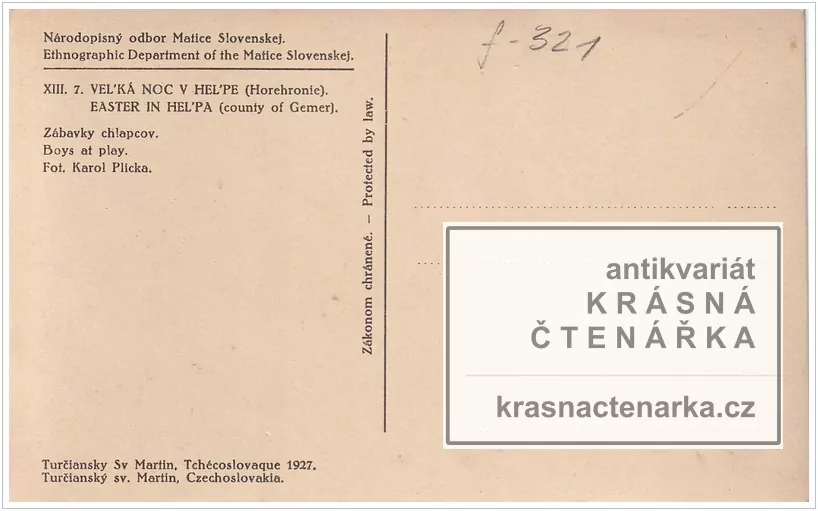 Národopisný odbor Matice Slovenskej.
Ethnographic Department of the Matice Slovenskej.
XIII. 7. VEĽKÁ NOC V HEĽPE (Horehronie).
EASTER IN HEĽPA (county of Gemer).
Zábavky chlapcov.
Boys at play.
Fot. Karol Plicka.
Turčiansky Sv Martin, Tchécoslovaque 1927.
Turčianský sv. Martin, Czechoslovakia.
Zákonom chránené. – Protected by law.
f-321
antikvariát
KRÁSNÁ
ČTENÁŘKA
krasnactenarka.cz